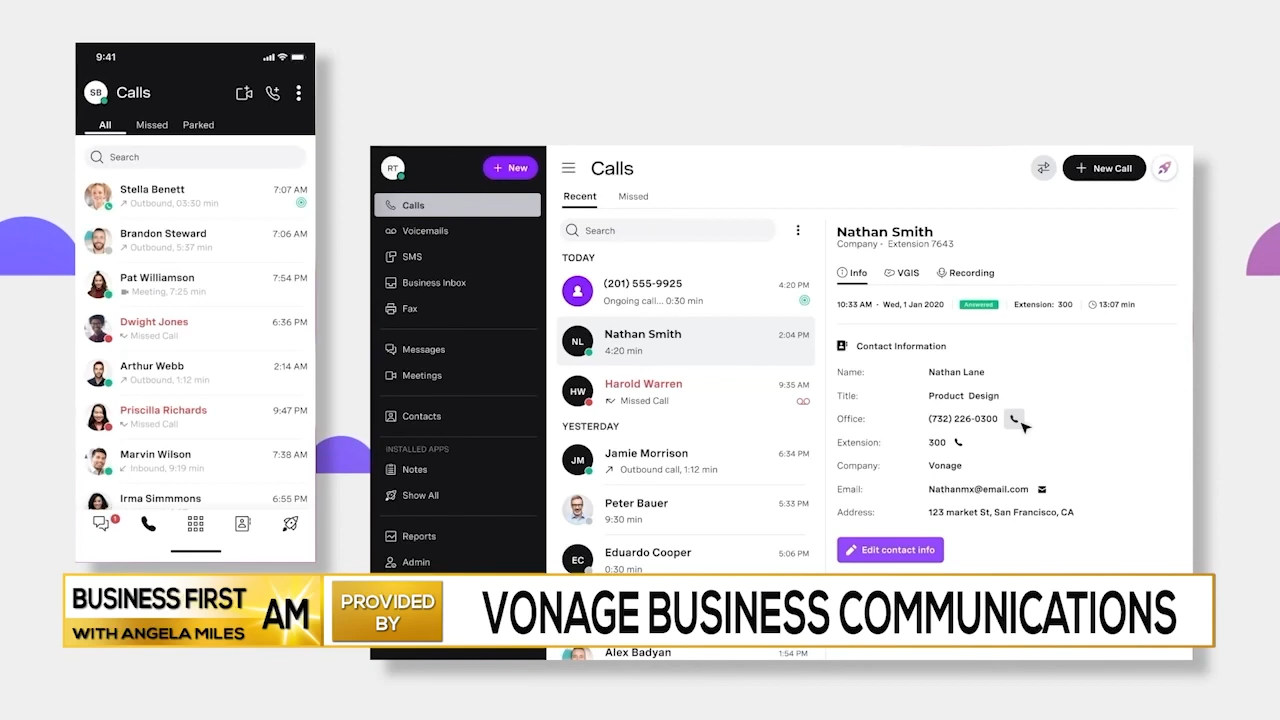 9:41
SB Calls
All Missed Parked
Search
Stella Benett 7:07 AM
Outbound, 03:30 min
Brandon Steward 7:06 AM
Outbound, 5:37 min
Pat Williamson 7:54 PM
Meeting, 7:25 min
Dwight Jones 6:36 PM
Missed Call
Arthur Webb 2:14 AM
Outbound, 1:12 min
Priscilla Richards 9:47 PM
Missed Call
Marvin Wilson 7:38 AM
Inbound, 9:19 min
Irma Simmmons 6:55 PM
1
RT + New
Calls
Voicemails
SMS
Business Inbox
Fax
Messages
Meetings
Contacts
INSTALLED APPS
Notes
Show All
Reports
Admin
Calls
Recent Missed
Search
TODAY
(201) 555-9925 4:20 PM
Ongoing call... 0:30 min
NL Nathan Smith 2:04 PM
4:20 min
HW Harold Warren 9:35 AM
Missed Call
YESTERDAY
JM Jamie Morrison 6:34 PM
Outbound call, 1:12 min
Peter Bauer 5:33 PM
9:30 min
EC Eduardo Cooper 5:06 PM
0:30 min
Alex Badyan 1:54 PM
+ New Call
Nathan Smith
Company - Extension 7643
Info VGIS Recording
10:33 AM · Wed, 1 Jan 2020 Answered Extension: 300 13:07 min
Contact Information
Name: Nathan Lane
Title: Product Design
Office: (732) 226-0300
Extension: 300
Company: Vonage
Email: Nathanmx@email.com
Address: 123 market St, San Francisco, CA
Edit contact info
BUSINESS FIRST AM
WITH ANGELA MILES
PROVIDED
BY
VONAGE BUSINESS COMMUNICATIONS